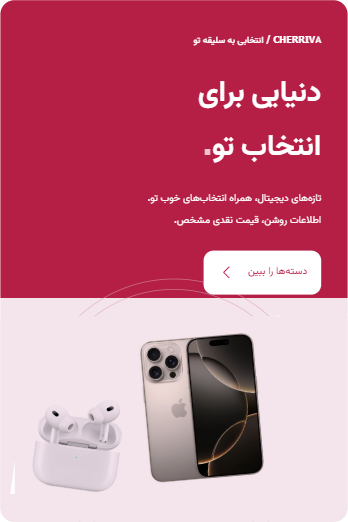 CHERRIVA / انتخابی به سلیقه تو
دنیایی برای
انتخاب تو.
تازه‌های دیجیتال، همراه انتخاب‌های خوب تو.
اطلاعات روشن، قیمت نقدی مشخص.
دسته‌ها را ببین